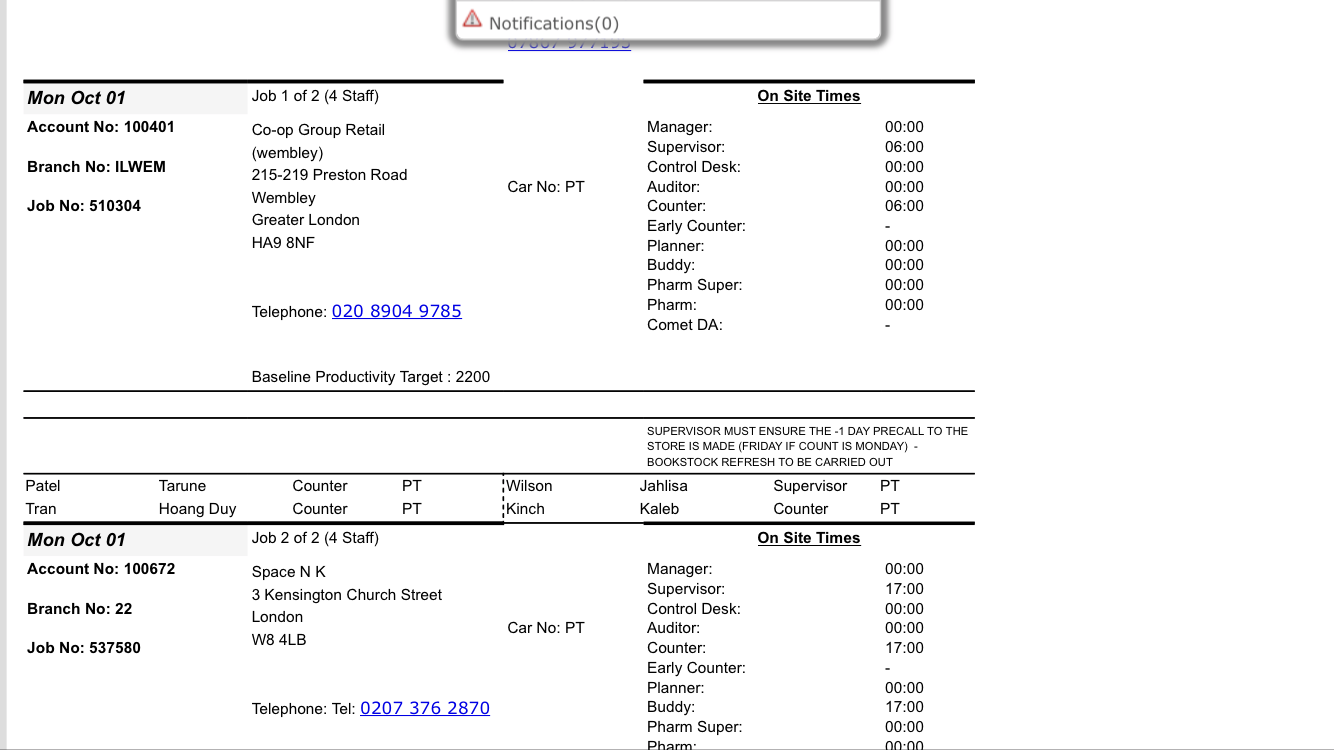 Notifications(0)
Mon Oct 01
Job 1 of 2 (4 Staff)
On Site Times
Account No: 100401
Branch No: ILWEM
Job No: 510304
Co-op Group Retail
(wembley)
215-219 Preston Road
Wembley
Greater London
HA9 8NF
Telephone: 020 8904 9785
Baseline Productivity Target : 2200
Car No: PT
Manager: 00:00
Supervisor: 06:00
Control Desk: 00:00
Auditor: 00:00
Counter: 06:00
Early Counter: -
Planner: 00:00
Buddy: 00:00
Pharm Super: 00:00
Pharm: 00:00
Comet DA: -
SUPERVISOR MUST ENSURE THE -1 DAY PRECALL TO THE
STORE IS MADE (FRIDAY IF COUNT IS MONDAY) -
BOOKSTOCK REFRESH TO BE CARRIED OUT
Patel Tarune Counter PT Wilson Jahlisa Supervisor PT
Tran Hoang Duy Counter PT Kinch Kaleb Counter PT
Mon Oct 01
Job 2 of 2 (4 Staff)
On Site Times
Account No: 100672
Branch No: 22
Job No: 537580
Space N K
3 Kensington Church Street
London
W8 4LB
Telephone: Tel: 0207 376 2870
Car No: PT
Manager: 00:00
Supervisor: 17:00
Control Desk: 00:00
Auditor: 00:00
Counter: 17:00
Early Counter: -
Planner: 00:00
Buddy: 17:00
Pharm Super: 00:00
Pharm: 00:00